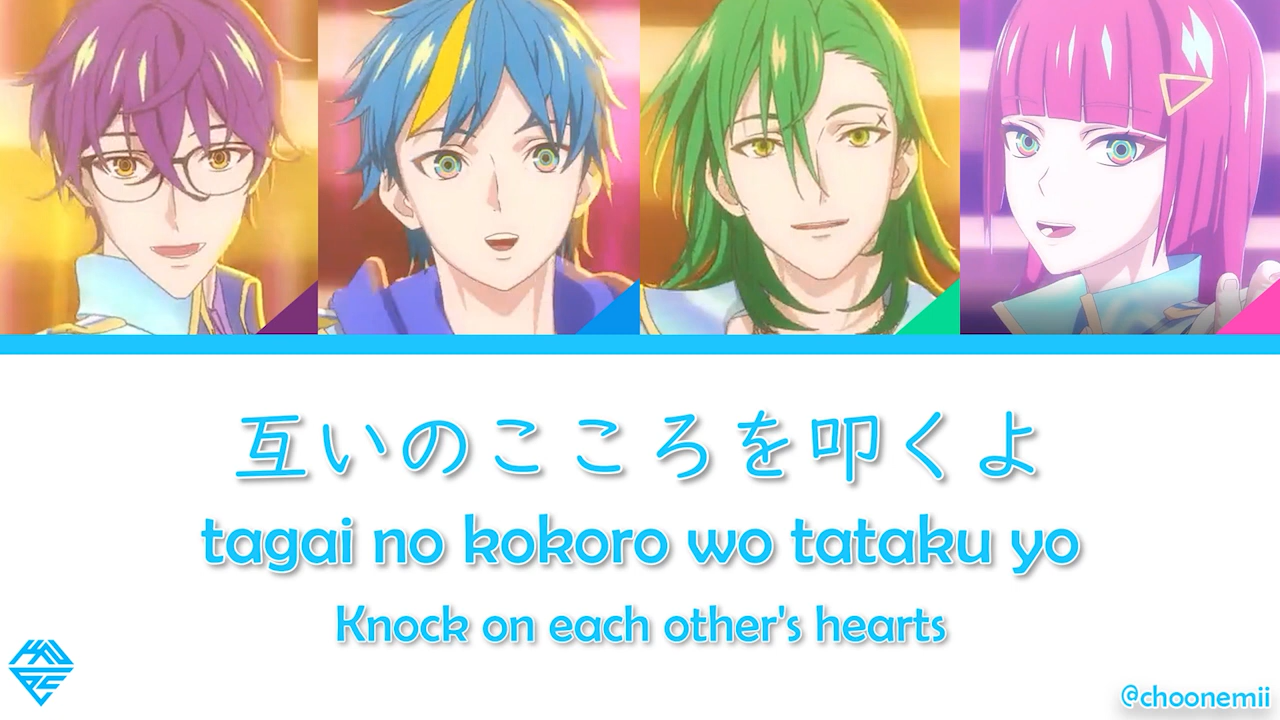 互いのこころを叩くよ
tagai no kokoro wo tataku yo
Knock on each other's hearts
@choonemii